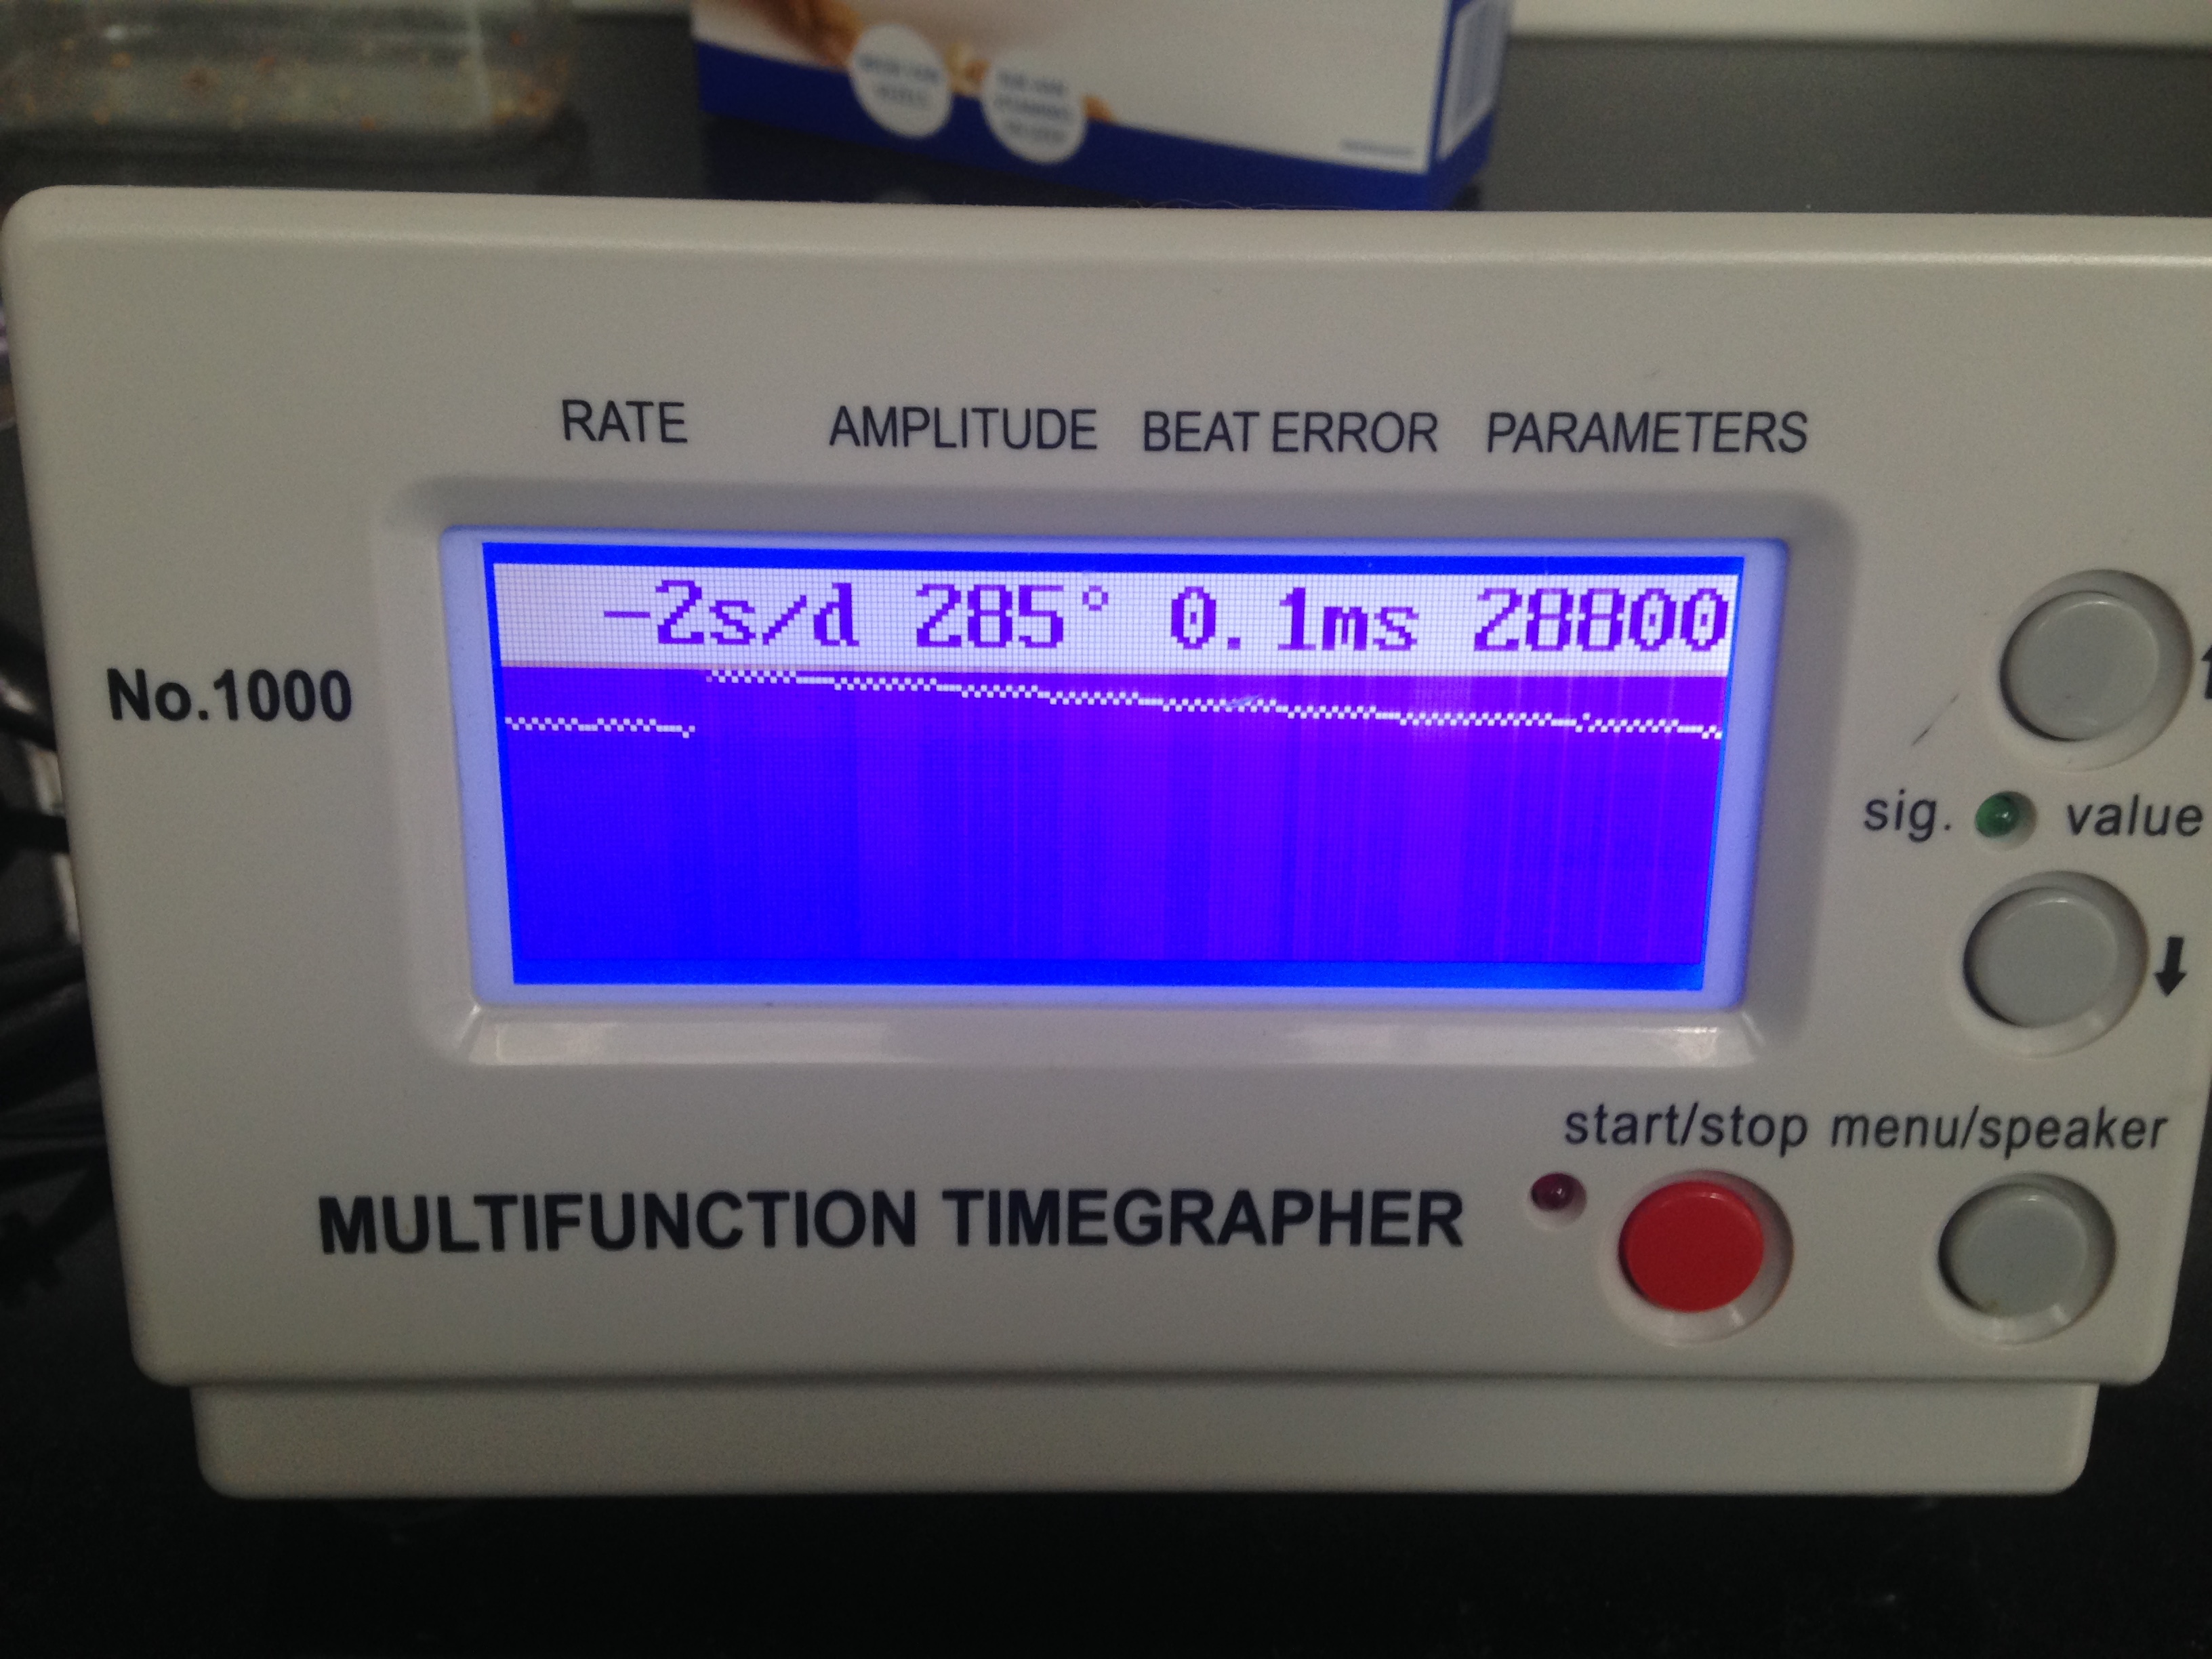 RATE AMPLITUDE BEAT ERROR PARAMETERS
-2s/d 285° 0.1ms 28800
No.1000
sig. value
start/stop menu/speaker
MULTIFUNCTION TIMEGRAPHER